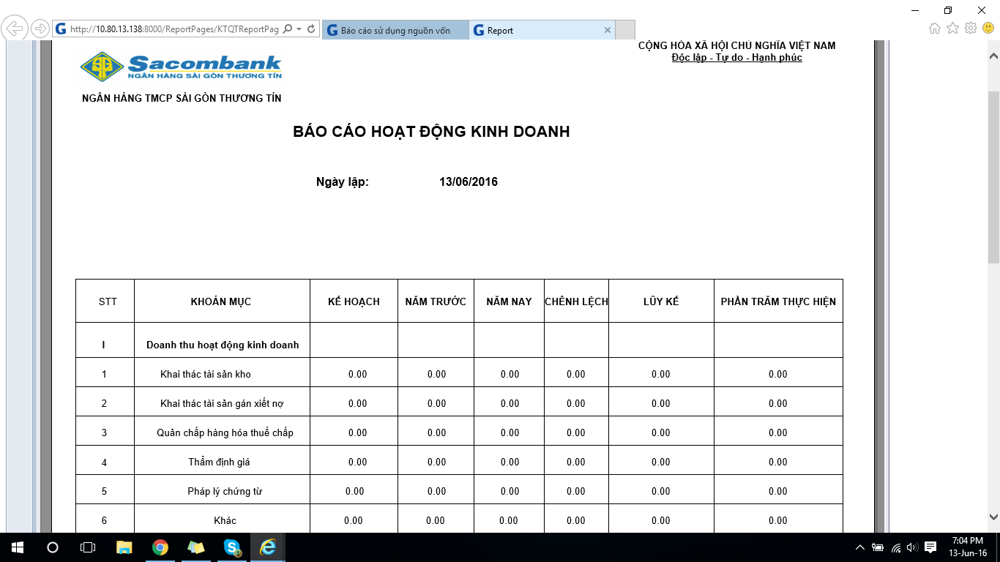 http://10.80.13.138:8000/ReportPages/KTQTReportPag
Báo cáo sử dụng nguồn vốn
Report
CỘNG HÒA XÃ HỘI CHỦ NGHĨA VIỆT NAM
Độc lập - Tự do - Hạnh phúc
Sacombank
NGÂN HÀNG SÀI GÒN THƯƠNG TÍN
NGÂN HÀNG TMCP SÀI GÒN THƯƠNG TÍN
BÁO CÁO HOẠT ĐỘNG KINH DOANH
Ngày lập: 13/06/2016
STT KHOẢN MỤC KẾ HOẠCH NĂM TRƯỚC NĂM NAY CHÊNH LỆCH LŨY KẾ PHẦN TRĂM THỰC HIỆN
I Doanh thu hoạt động kinh doanh
1 Khai thác tài sản kho 0.00 0.00 0.00 0.00 0.00 0.00
2 Khai thác tài sản gán xiết nợ 0.00 0.00 0.00 0.00 0.00 0.00
3 Quản chấp hàng hóa thuế chấp 0.00 0.00 0.00 0.00 0.00 0.00
4 Thẩm định giá 0.00 0.00 0.00 0.00 0.00 0.00
5 Pháp lý chứng từ 0.00 0.00 0.00 0.00 0.00 0.00
6 Khác 0.00 0.00 0.00 0.00 0.00 0.00
7:04 PM
13-Jun-16